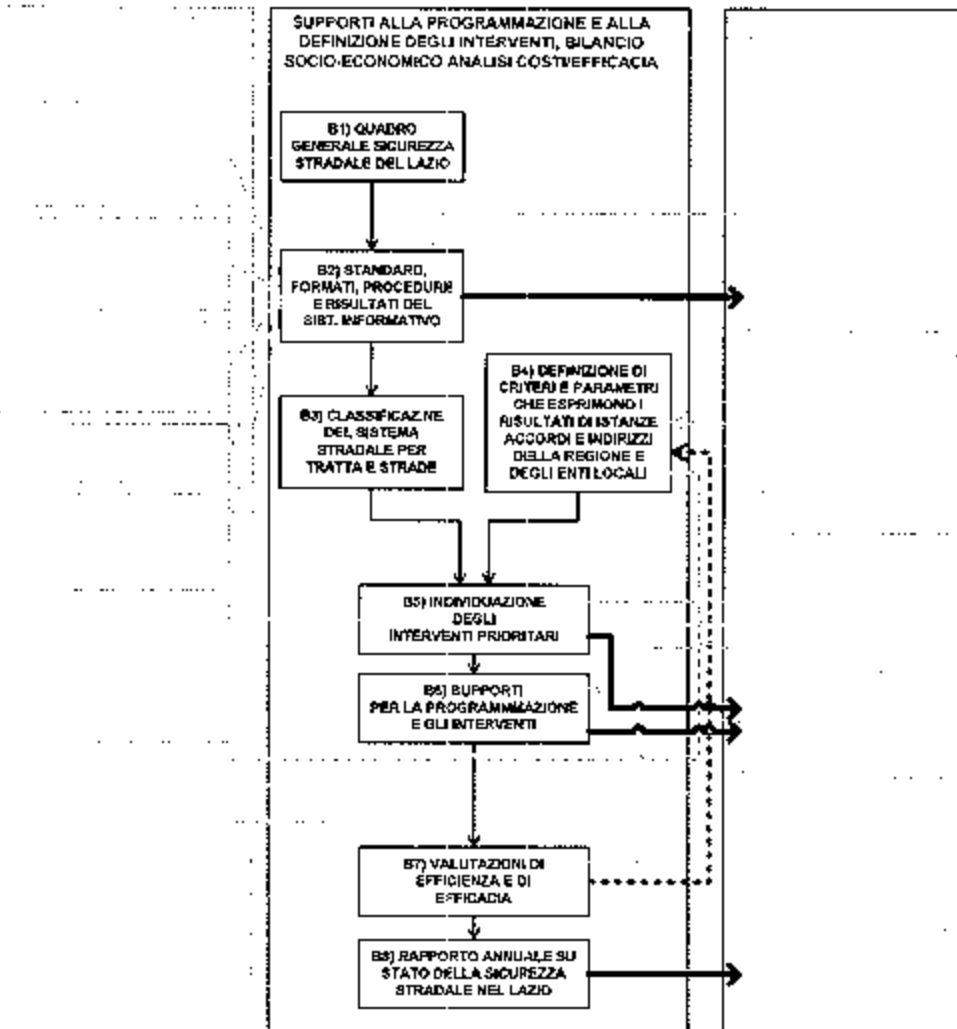 SUPPORTI ALLA PROGRAMMAZIONE E ALLA
DEFINIZIONE DEGLI INTERVENTI, BILANCIO
SOCIO-ECONOMICO ANALISI COSTI/EFFICACIA
B1) QUADRO
GENERALE SICUREZZA
STRADALE DEL LAZIO
B2) STANDARD,
FORMATI, PROCEDURE
E RISULTATI DEL
SIST. INFORMATIVO
B3) CLASSIFICAZINE
DEL SISTEMA
STRADALE PER
TRATTA E STRADE
B4) DEFINIZIONE DI
CRITERI E PARAMETRI
CHE ESPRIMONO I
RISULTATI DI ISTANZE
ACCORDI E INDIRIZZI
DELLA REGIONE E
DEGLI ENTI LOCALI
B5) INDIVIDUAZIONE
DEGLI
INTERVENTI PRIORITARI
B6) SUPPORTI
PER LA PROGRAMMMAZIONE
E GLI INTERVENTI
B7) VALUTAZIONI DI
EFFICIENZA E DI
EFFICACIA
B8) RAPPORTO ANNUALE SU
STATO DELLA SICUREZZA
STRADALE NEL LAZIO